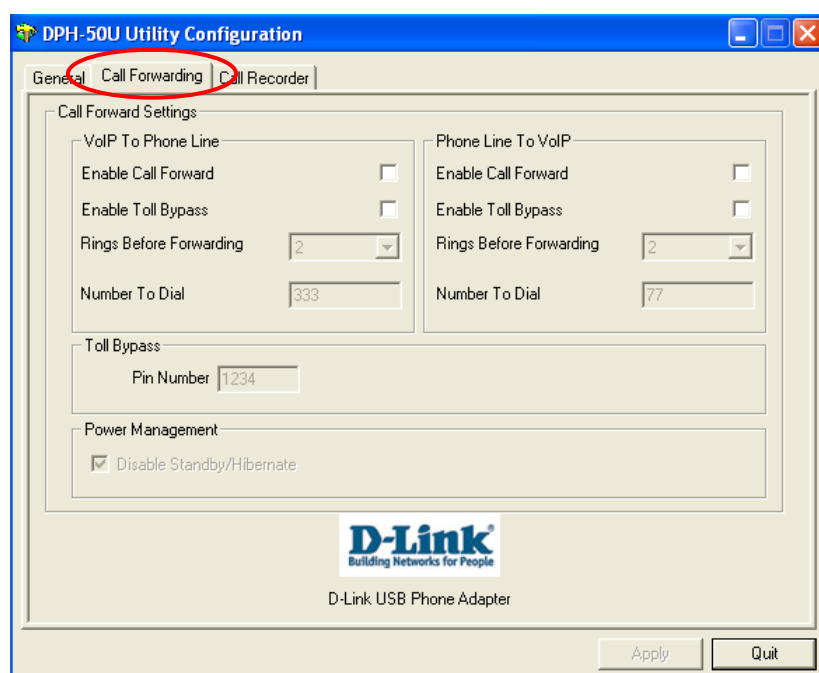 DPH-50U Utility Configuration
General Call Forwarding Call Recorder
Call Forward Settings
VoIP To Phone Line
Enable Call Forward
Enable Toll Bypass
Rings Before Forwarding 2
Number To Dial 333
Phone Line To VoIP
Enable Call Forward
Enable Toll Bypass
Rings Before Forwarding 2
Number To Dial 77
Toll Bypass
Pin Number 1234
Power Management
Disable Standby/Hibernate
D-Link
Building Networks for People
D-Link USB Phone Adapter
Apply Quit